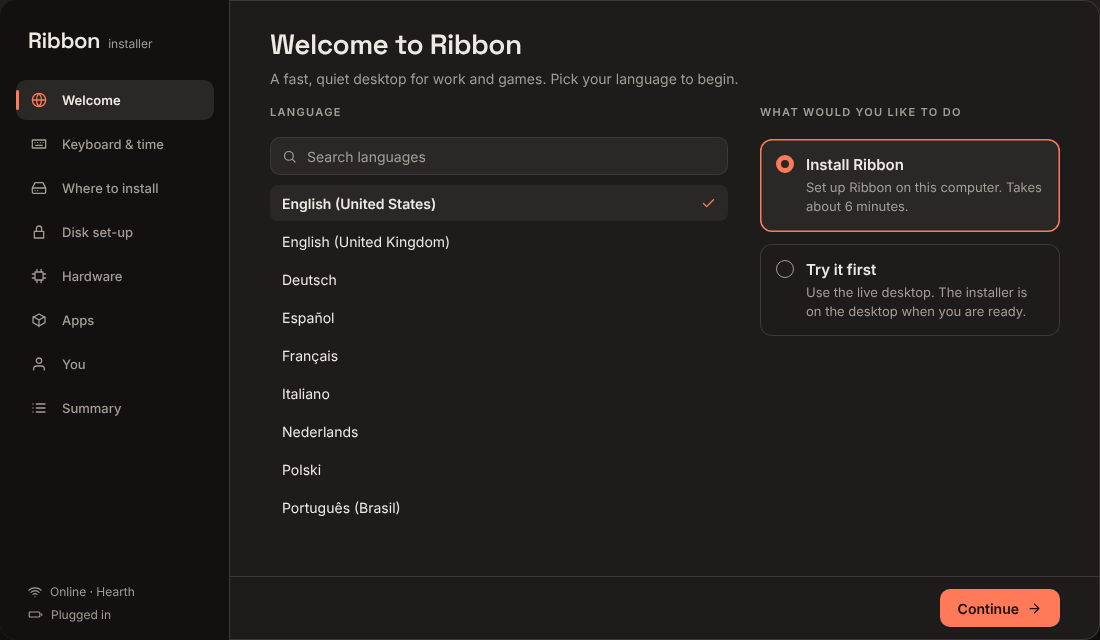 Ribbon installer
Welcome
Keyboard & time
Where to install
Disk set-up
Hardware
Apps
You
Summary
Online · Hearth
Plugged in
Welcome to Ribbon
A fast, quiet desktop for work and games. Pick your language to begin.
LANGUAGE
Search languages
English (United States)
English (United Kingdom)
Deutsch
Español
Français
Italiano
Nederlands
Polski
Português (Brasil)
WHAT WOULD YOU LIKE TO DO
Install Ribbon
Set up Ribbon on this computer. Takes
about 6 minutes.
Try it first
Use the live desktop. The installer is
on the desktop when you are ready.
Continue